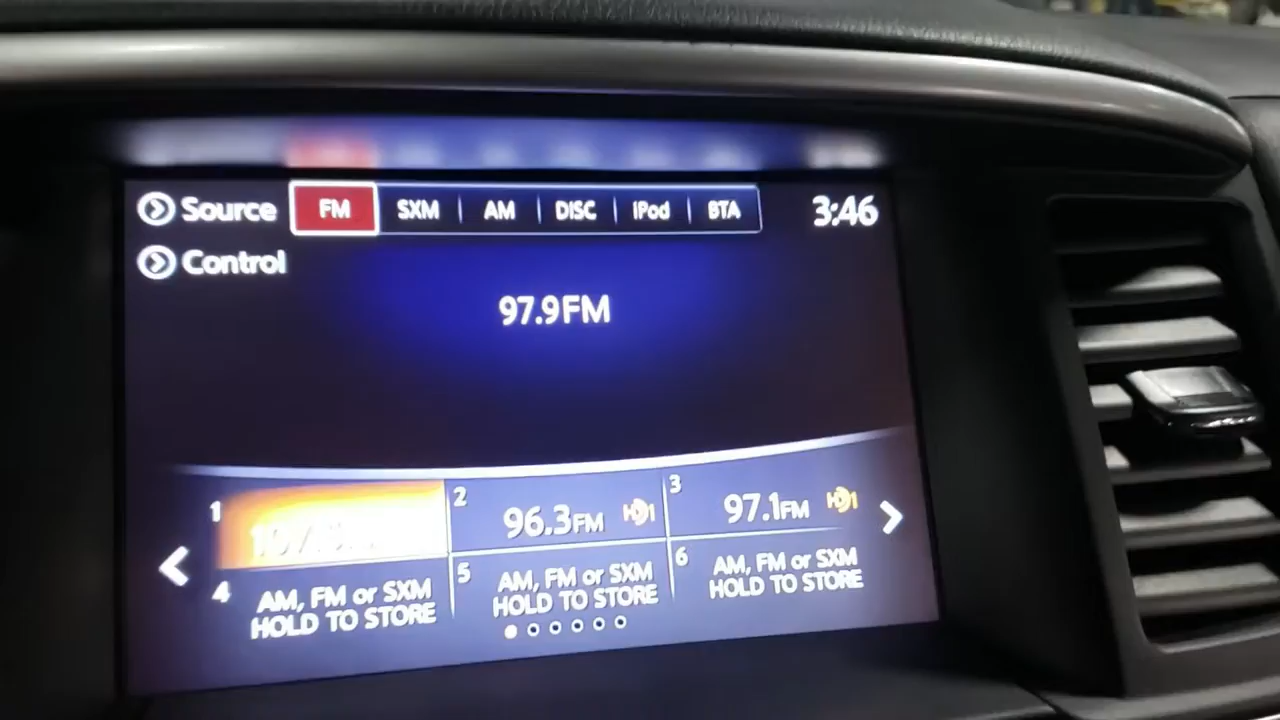 Source FM SXM AM DISC iPod BTA 3:46
Control
97.9FM
1
2 96.3FM HD1
3 97.1FM HD1
4 AM, FM or SXM
HOLD TO STORE
5 AM, FM or SXM
HOLD TO STORE
6 AM, FM or SXM
HOLD TO STORE